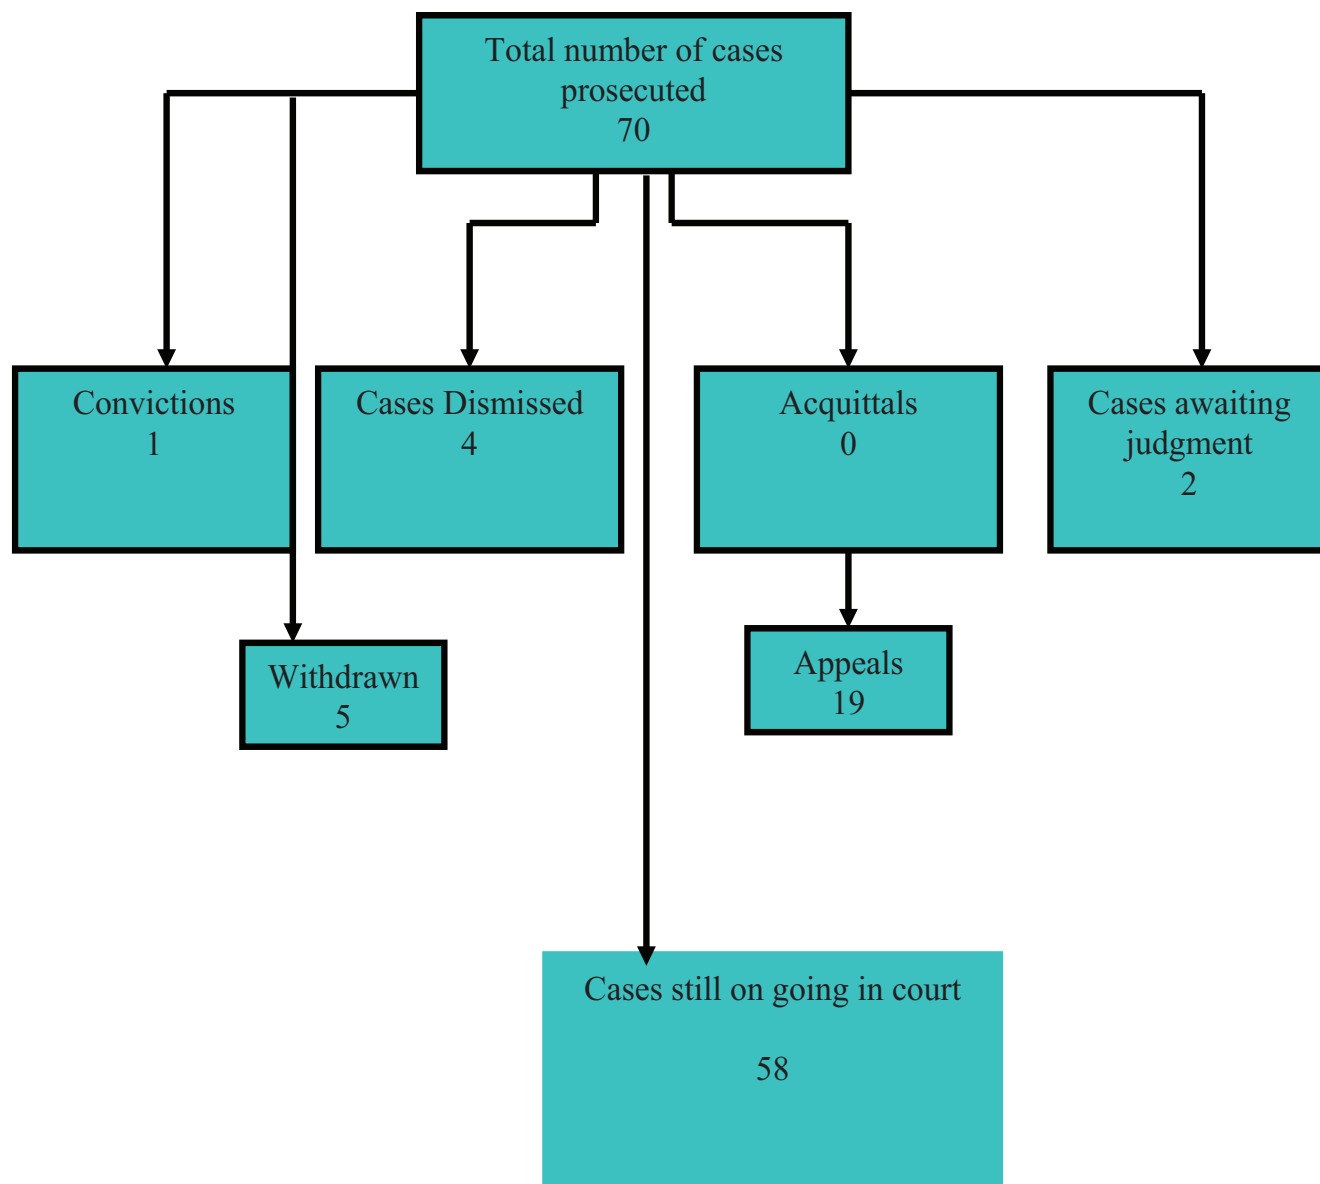 Total number of cases
prosecuted
70
Convictions
1
Cases Dismissed
4
Acquittals
0
Cases awaiting
judgment
2
Withdrawn
5
Appeals
19
Cases still on going in court
58